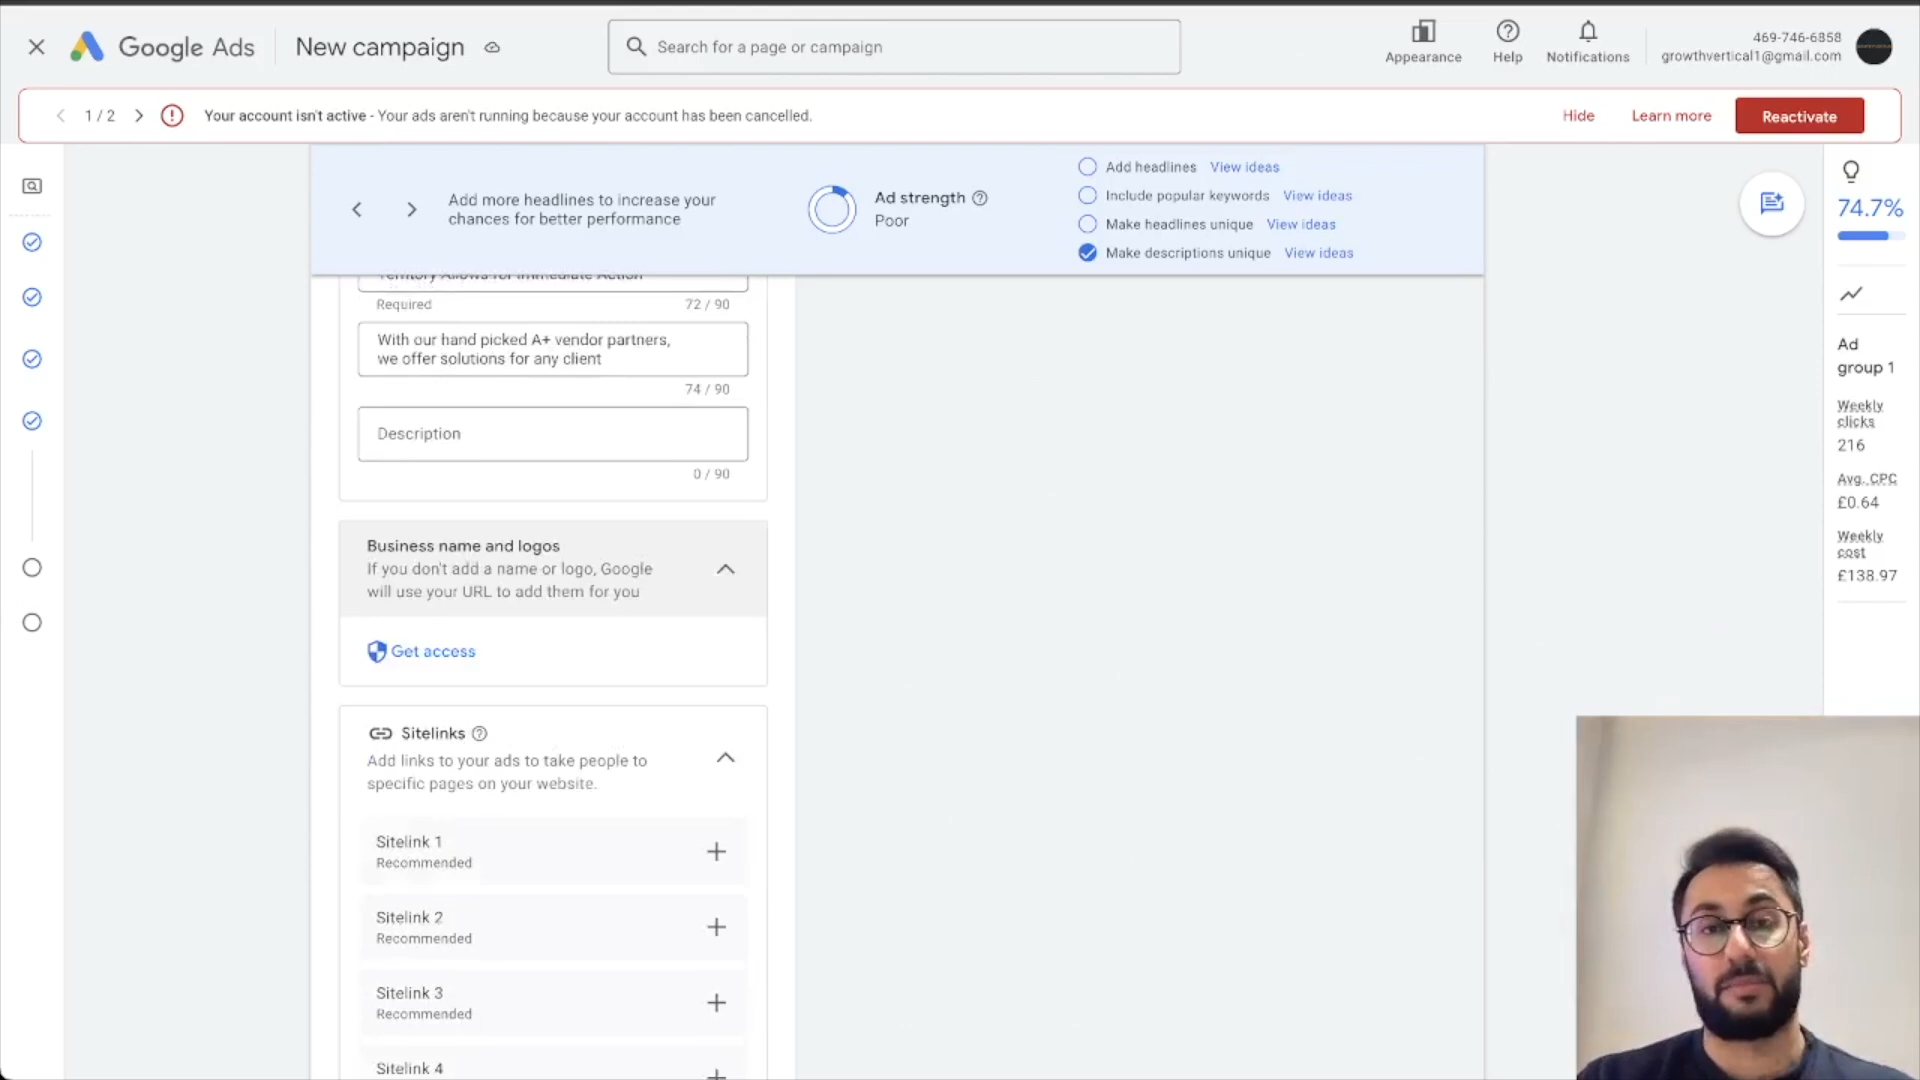 Google Ads
New campaign
Search for a page or campaign
Appearance
Help
Notifications
469-746-6858
growthvertical1@gmail.com
1 / 2
Your account isn't active - Your ads aren't running because your account has been cancelled.
Hide
Learn more
Reactivate
Add more headlines to increase your
chances for better performance
Ad strength
Poor
Add headlines View ideas
Include popular keywords View ideas
Make headlines unique View ideas
Make descriptions unique View ideas
74.7%
Territory Allows for Immediate Action
Required
72 / 90
With our hand picked A+ vendor partners,
we offer solutions for any client
74 / 90
Description
0 / 90
Business name and logos
If you don't add a name or logo, Google
will use your URL to add them for you
Get access
Sitelinks
Add links to your ads to take people to
specific pages on your website.
Sitelink 1
Recommended
Sitelink 2
Recommended
Sitelink 3
Recommended
Sitelink 4
Ad
group 1
Weekly
clicks
216
Avg. CPC
£0.64
Weekly
cost
£138.97